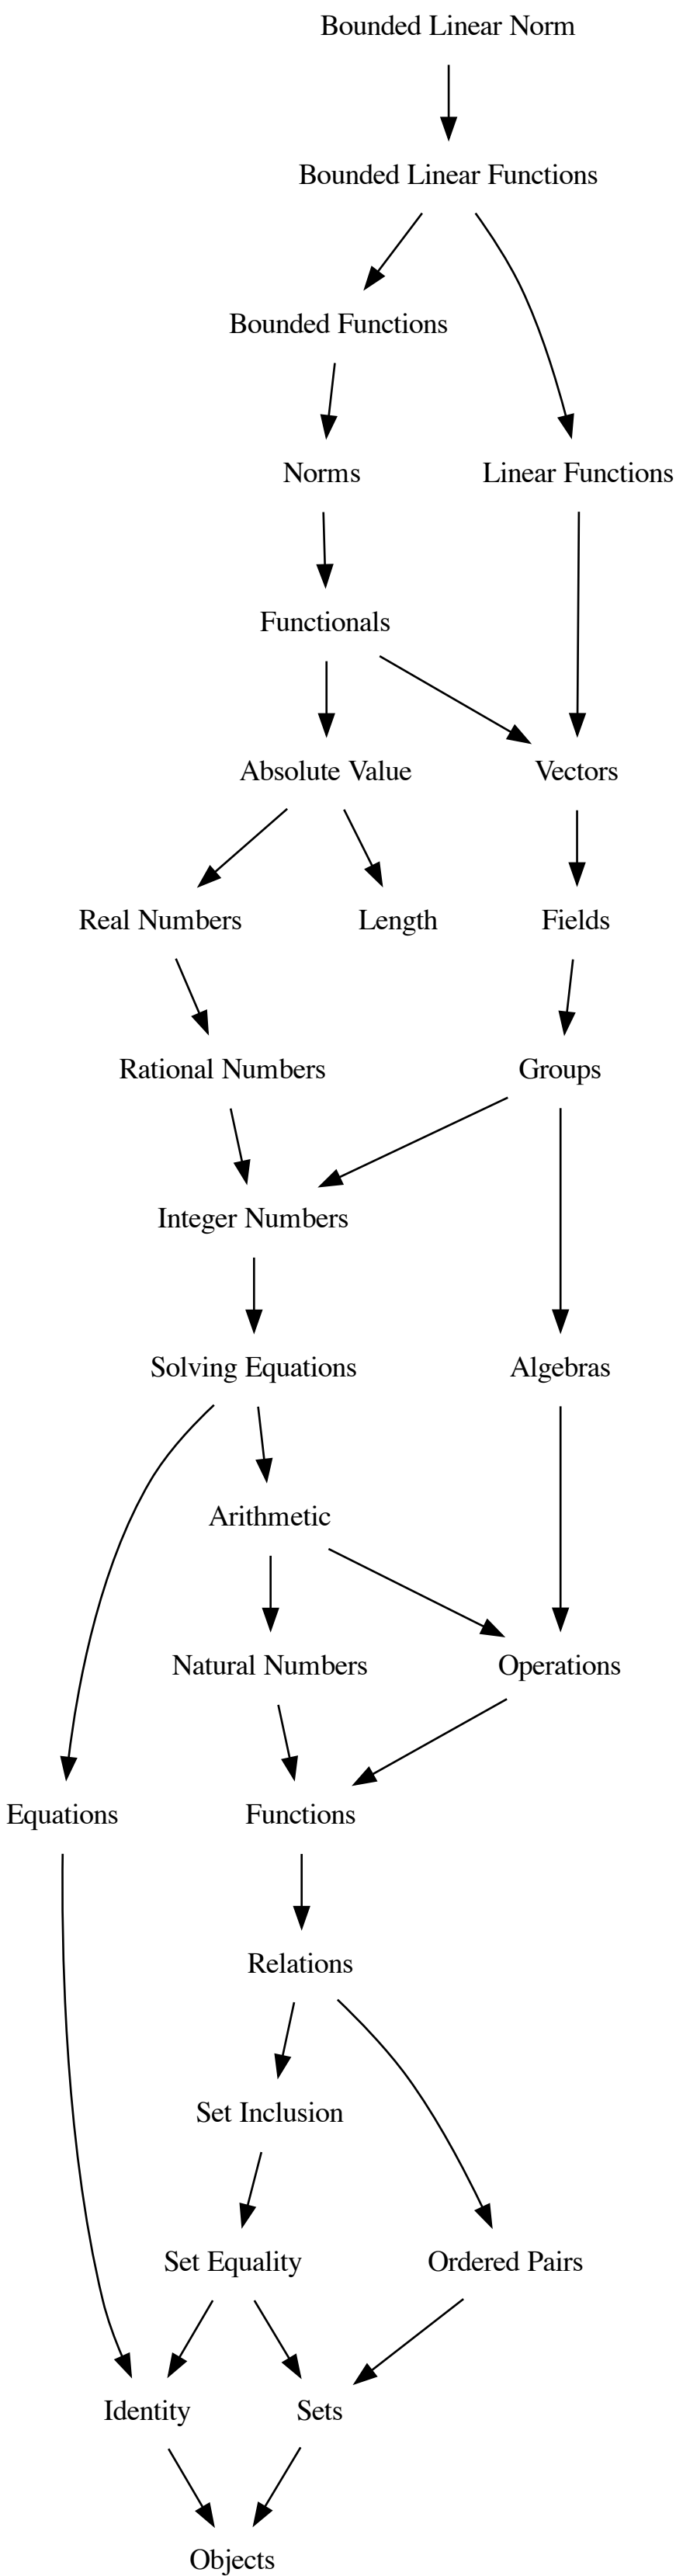 Bounded Linear Norm
Bounded Linear Functions
Bounded Functions
Norms
Linear Functions
Functionals
Absolute Value
Vectors
Real Numbers
Length
Fields
Rational Numbers
Groups
Integer Numbers
Solving Equations
Algebras
Arithmetic
Natural Numbers
Operations
Equations
Functions
Relations
Set Inclusion
Set Equality
Ordered Pairs
Identity
Sets
Objects